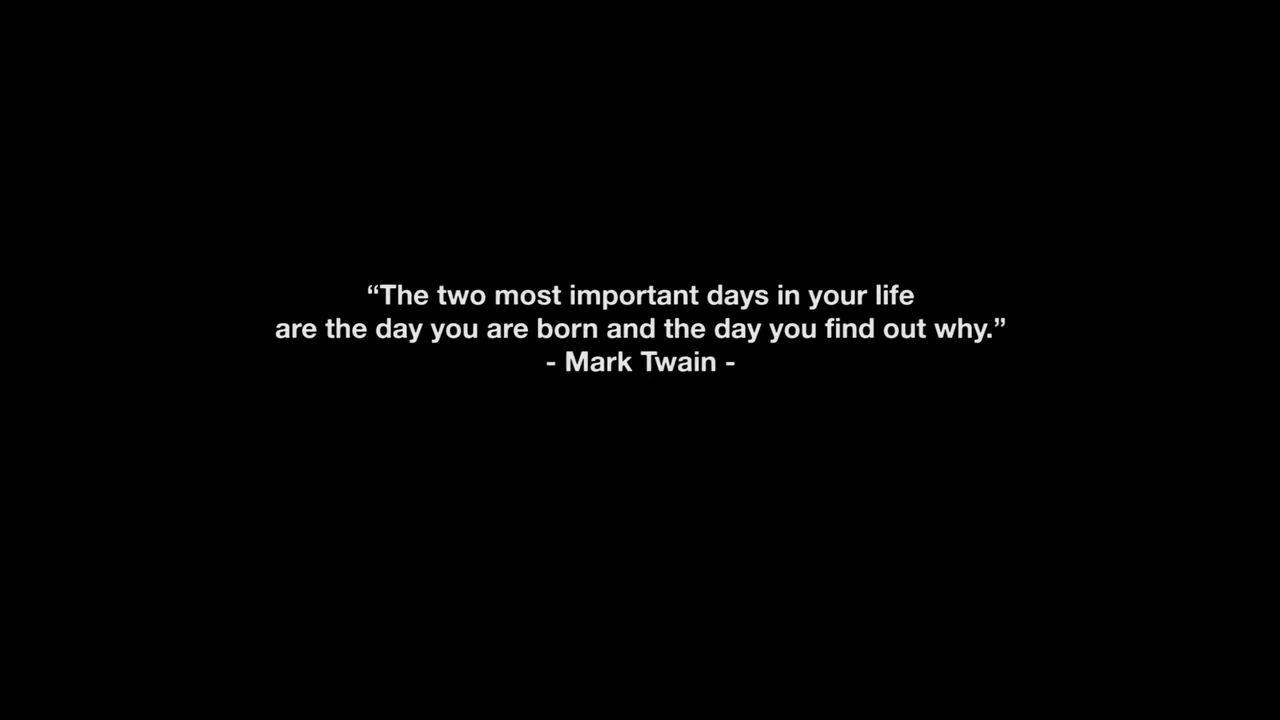 “The two most important days in your life
are the day you are born and the day you find out why.”
- Mark Twain -